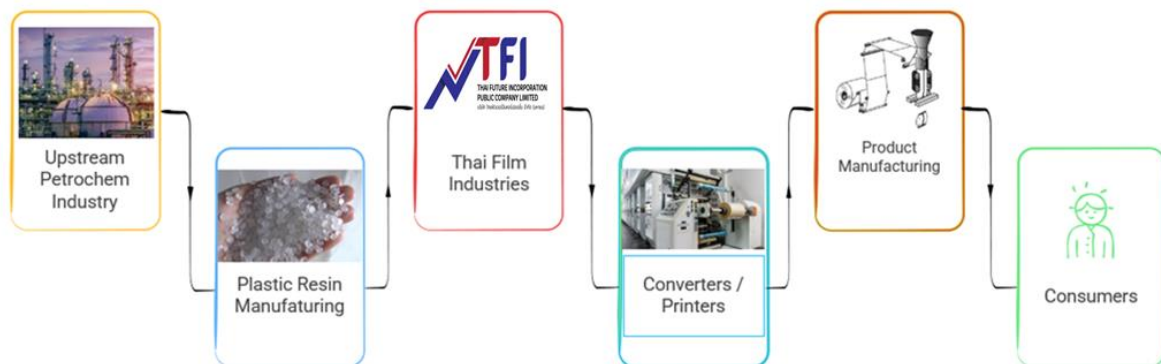 Upstream
Petrochem
Industry
Plastic Resin
Manufaturing
TFI
THAI FUTURE INCORPORATION
PUBLIC COMPANY LIMITED
Thai Film
Industries
Converters /
Printers
Product
Manufacturing
Consumers